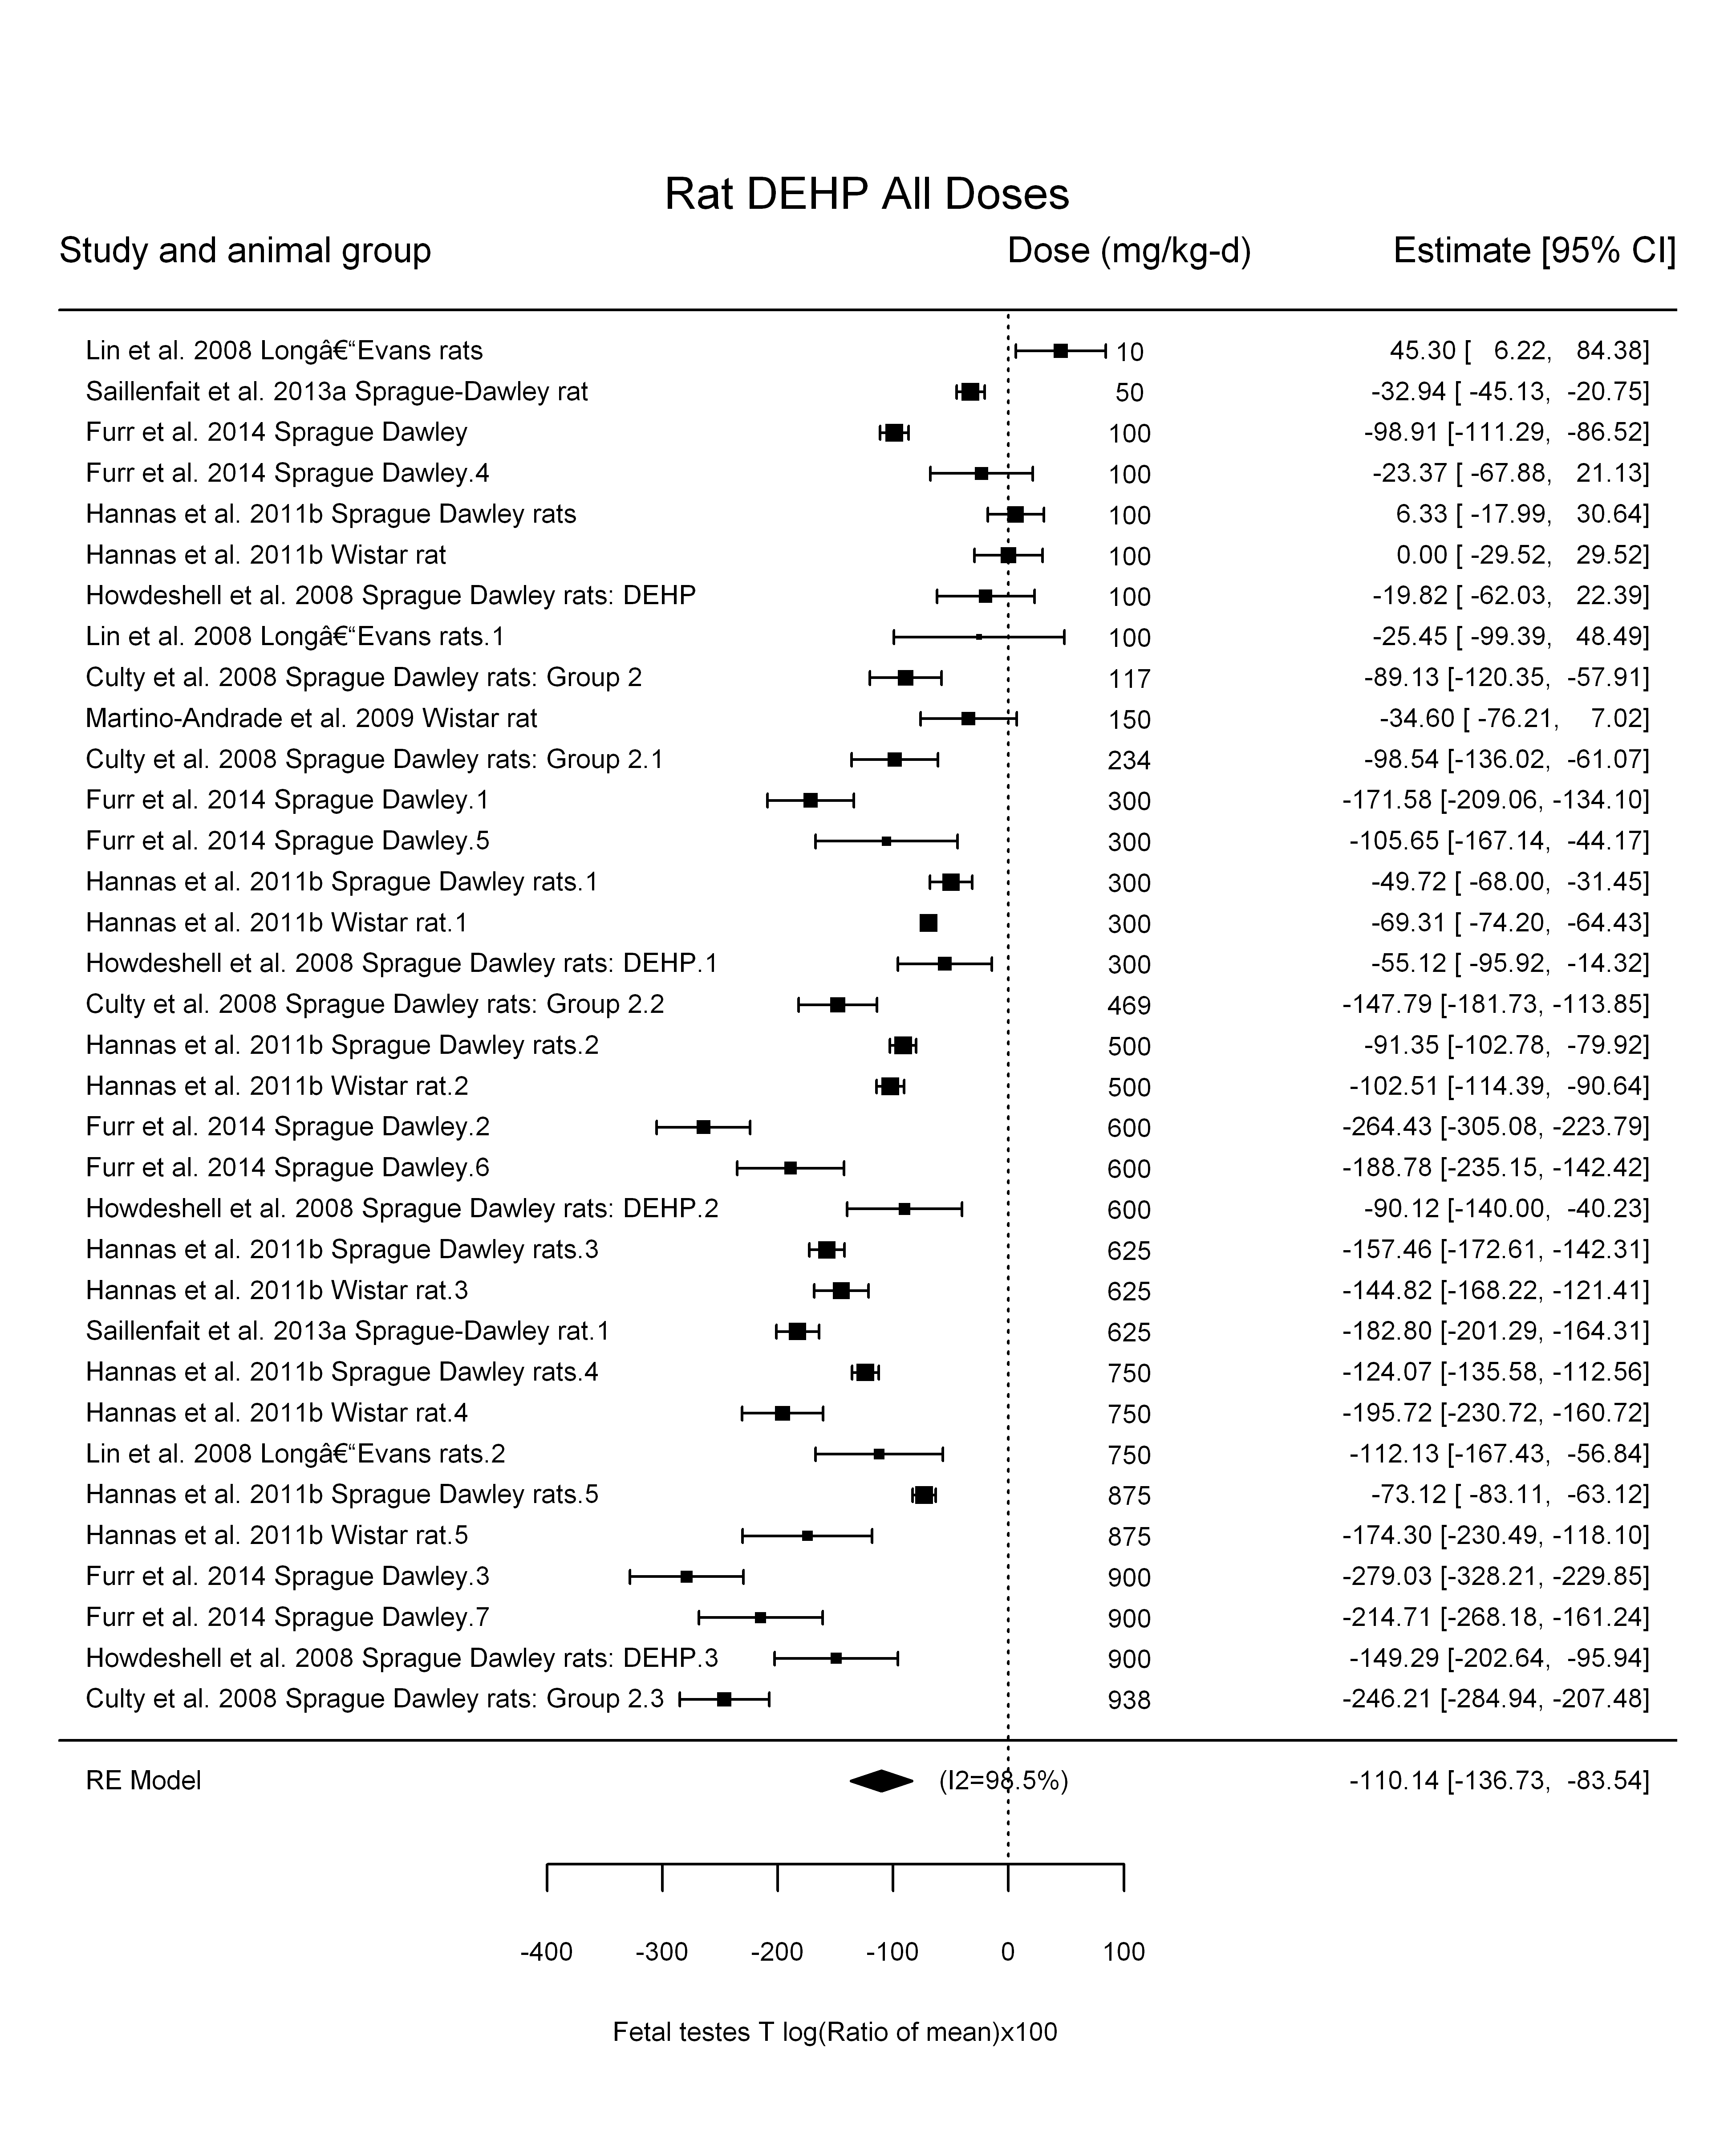 Rat DEHP All Doses
Study and animal group Dose (mg/kg-d) Estimate [95% CI]
Lin et al. 2008 Longâ€“Evans rats 10 45.30 [ 6.22, 84.38]
Saillenfait et al. 2013a Sprague-Dawley rat 50 -32.94 [ -45.13, -20.75]
Furr et al. 2014 Sprague Dawley 100 -98.91 [-111.29, -86.52]
Furr et al. 2014 Sprague Dawley.4 100 -23.37 [ -67.88, 21.13]
Hannas et al. 2011b Sprague Dawley rats 100 6.33 [ -17.99, 30.64]
Hannas et al. 2011b Wistar rat 100 0.00 [ -29.52, 29.52]
Howdeshell et al. 2008 Sprague Dawley rats: DEHP 100 -19.82 [ -62.03, 22.39]
Lin et al. 2008 Longâ€“Evans rats.1 100 -25.45 [ -99.39, 48.49]
Culty et al. 2008 Sprague Dawley rats: Group 2 117 -89.13 [-120.35, -57.91]
Martino-Andrade et al. 2009 Wistar rat 150 -34.60 [ -76.21, 7.02]
Culty et al. 2008 Sprague Dawley rats: Group 2.1 234 -98.54 [-136.02, -61.07]
Furr et al. 2014 Sprague Dawley.1 300 -171.58 [-209.06, -134.10]
Furr et al. 2014 Sprague Dawley.5 300 -105.65 [-167.14, -44.17]
Hannas et al. 2011b Sprague Dawley rats.1 300 -49.72 [ -68.00, -31.45]
Hannas et al. 2011b Wistar rat.1 300 -69.31 [ -74.20, -64.43]
Howdeshell et al. 2008 Sprague Dawley rats: DEHP.1 300 -55.12 [ -95.92, -14.32]
Culty et al. 2008 Sprague Dawley rats: Group 2.2 469 -147.79 [-181.73, -113.85]
Hannas et al. 2011b Sprague Dawley rats.2 500 -91.35 [-102.78, -79.92]
Hannas et al. 2011b Wistar rat.2 500 -102.51 [-114.39, -90.64]
Furr et al. 2014 Sprague Dawley.2 600 -264.43 [-305.08, -223.79]
Furr et al. 2014 Sprague Dawley.6 600 -188.78 [-235.15, -142.42]
Howdeshell et al. 2008 Sprague Dawley rats: DEHP.2 600 -90.12 [-140.00, -40.23]
Hannas et al. 2011b Sprague Dawley rats.3 625 -157.46 [-172.61, -142.31]
Hannas et al. 2011b Wistar rat.3 625 -144.82 [-168.22, -121.41]
Saillenfait et al. 2013a Sprague-Dawley rat.1 625 -182.80 [-201.29, -164.31]
Hannas et al. 2011b Sprague Dawley rats.4 750 -124.07 [-135.58, -112.56]
Hannas et al. 2011b Wistar rat.4 750 -195.72 [-230.72, -160.72]
Lin et al. 2008 Longâ€“Evans rats.2 750 -112.13 [-167.43, -56.84]
Hannas et al. 2011b Sprague Dawley rats.5 875 -73.12 [ -83.11, -63.12]
Hannas et al. 2011b Wistar rat.5 875 -174.30 [-230.49, -118.10]
Furr et al. 2014 Sprague Dawley.3 900 -279.03 [-328.21, -229.85]
Furr et al. 2014 Sprague Dawley.7 900 -214.71 [-268.18, -161.24]
Howdeshell et al. 2008 Sprague Dawley rats: DEHP.3 900 -149.29 [-202.64, -95.94]
Culty et al. 2008 Sprague Dawley rats: Group 2.3 938 -246.21 [-284.94, -207.48]
RE Model (I2=98.5%) -110.14 [-136.73, -83.54]
-400 -300 -200 -100 0 100
Fetal testes T log(Ratio of mean)x100